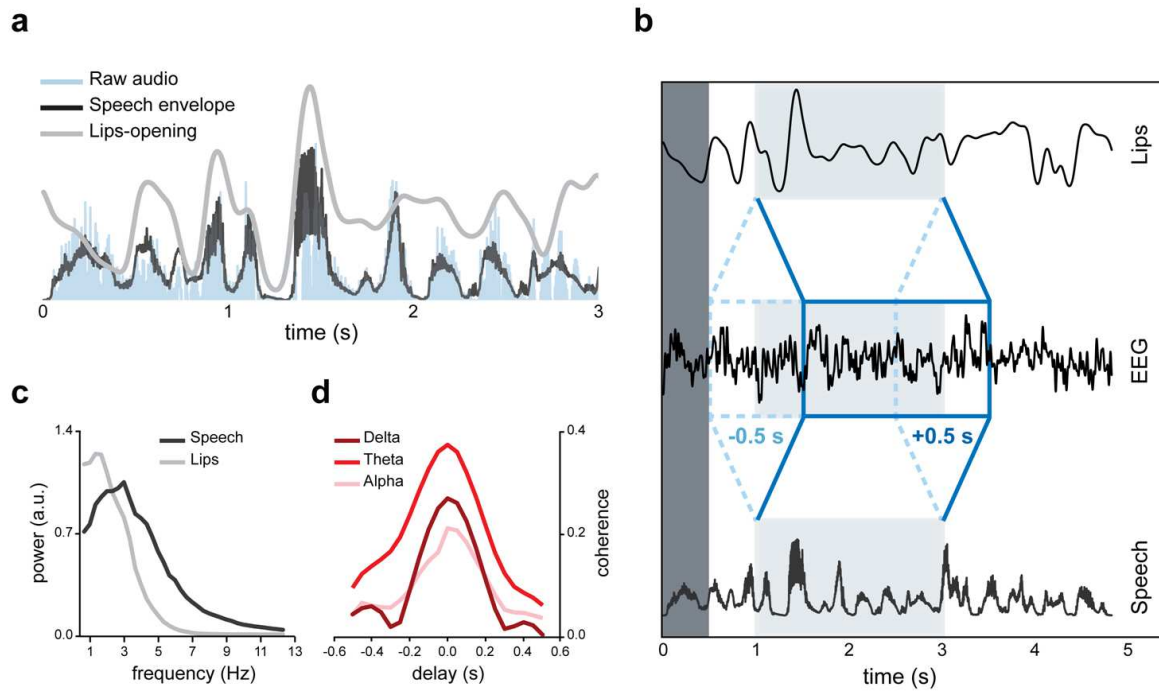 a
Raw audio
Speech envelope
Lips-opening
0 1 2 3
time (s)
b
Lips
EEG
-0.5 s +0.5 s
Speech
0 1 2 3 4 5
time (s)
c
1.4
0.7
0.0
power (a.u.)
Speech
Lips
1 3 5 7 9 11 13
frequency (Hz)
d
Delta
Theta
Alpha
0.4
0.2
0.0
coherence
-0.6 -0.4 -0.2 0.0 0.2 0.4 0.6
delay (s)